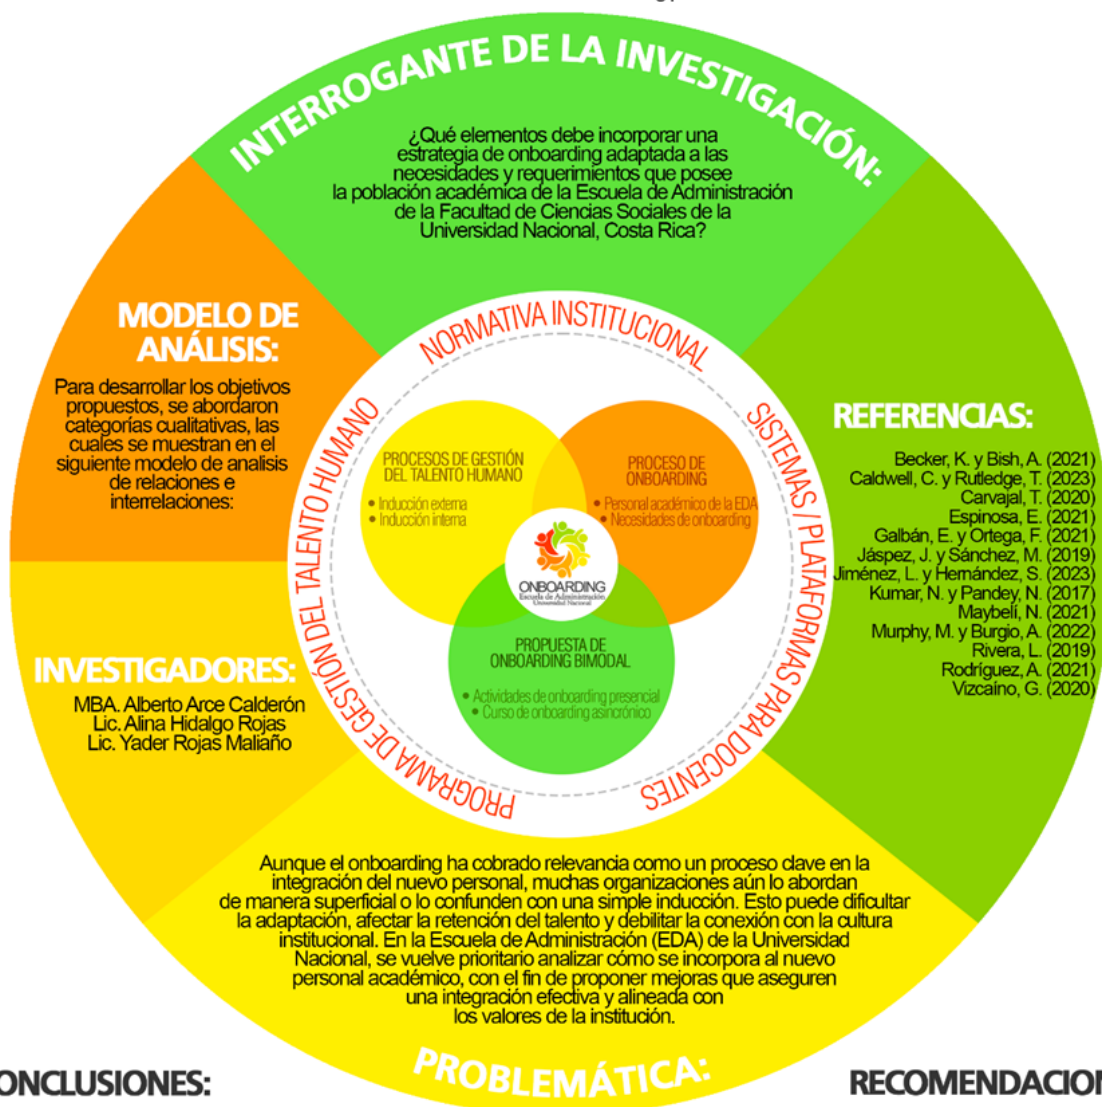 INTERROGANTE DE LA INVESTIGACIÓN:
¿Qué elementos debe incorporar una
estrategia de onboarding adaptada a las
necesidades y requerimientos que posee
la población académica de la Escuela de Administración
de la Facultad de Ciencias Sociales de la
Universidad Nacional, Costa Rica?
MODELO DE
ANÁLISIS:
Para desarrollar los objetivos
propuestos, se abordaron
categorías cualitativas, las
cuales se muestran en el
siguiente modelo de analisis
de relaciones e
interrelaciones:
NORMATIVA INSTITUCIONAL
SISTEMAS / PLATAFORMAS PARA DOCENTES
PROGRAMA DE GESTIÓN DEL TALENTO HUMANO
PROCESOS DE GESTIÓN
DEL TALENTO HUMANO
• Inducción externa
• Inducción interna
PROCESO DE
ONBOARDING
• Personal académico de la EDA
• Necesidades de onboarding
ONBOARDING
Escuela de Administración
Universidad Nacional
PROPUESTA DE
ONBOARDING BIMODAL
• Actividades de onboarding presencial
• Curso de onboarding asincrónico
REFERENCIAS:
Becker, K. y Bish, A. (2021)
Caldwell, C. y Rutledge, T. (2023)
Carvajal, T. (2020)
Espinosa, E. (2021)
Galbán, E. y Ortega, F. (2021)
Jáspez, J. y Sánchez, M. (2019)
Jiménez, L. y Hernández, S. (2023)
Kumar, N. y Pandey, N. (2017)
Maybelí, N. (2021)
Murphy, M. y Burgio, A. (2022)
Rivera, L. (2019)
Rodríguez, A. (2021)
Vizcaíno, G. (2020)
INVESTIGADORES:
MBA. Alberto Arce Calderón
Lic. Alina Hidalgo Rojas
Lic. Yader Rojas Maliaño
Aunque el onboarding ha cobrado relevancia como un proceso clave en la
integración del nuevo personal, muchas organizaciones aún lo abordan
de manera superficial o lo confunden con una simple inducción. Esto puede dificultar
la adaptación, afectar la retención del talento y debilitar la conexión con la cultura
institucional. En la Escuela de Administración (EDA) de la Universidad
Nacional, se vuelve prioritario analizar cómo se incorpora al nuevo
personal académico, con el fin de proponer mejoras que aseguren
una integración efectiva y alineada con
los valores de la institución.
PROBLEMÁTICA:
ONCLUSIONES:
RECOMENDACION